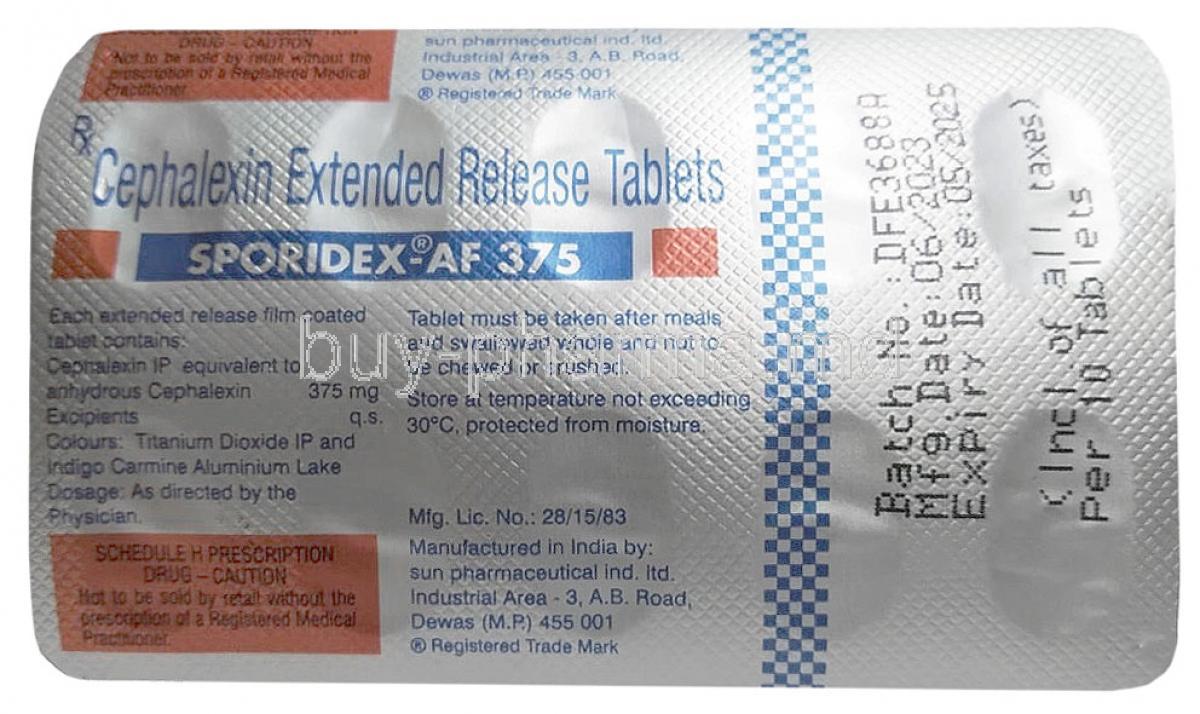 DRUG – CAUTION
Not to be sold by retail without the
prescription of a Registered Medical
Practitioner.
sun pharmaceutical ind. ltd.
Industrial Area - 3, A.B. Road,
Dewas (M.P.) 455 001
® Registered Trade Mark
Rx
Cephalexin Extended Release Tablets
SPORIDEX®-AF 375
Each extended release film coated
tablet contains:
Cephalexin IP equivalent to
anhydrous Cephalexin 375 mg
Excipients q.s.
Colours: Titanium Dioxide IP and
Indigo Carmine Aluminium Lake
Dosage: As directed by the
Physician.
SCHEDULE H PRESCRIPTION
DRUG – CAUTION
Not to be sold by retail without the
prescription of a Registered Medical
Practitioner.
Tablet must be taken after meals
and swallowed whole and not to
be chewed or crushed.
Store at temperature not exceeding
30°C, protected from moisture.
Mfg. Lic. No.: 28/15/83
Manufactured in India by:
sun pharmaceutical ind. ltd.
Industrial Area - 3, A.B. Road,
Dewas (M.P.) 455 001
® Registered Trade Mark
Batch No.: DFE3688A
Mfg.Date:06/2023
Expiry Date:05/2025
(Incl.of all taxes)
Per 10 Tablets